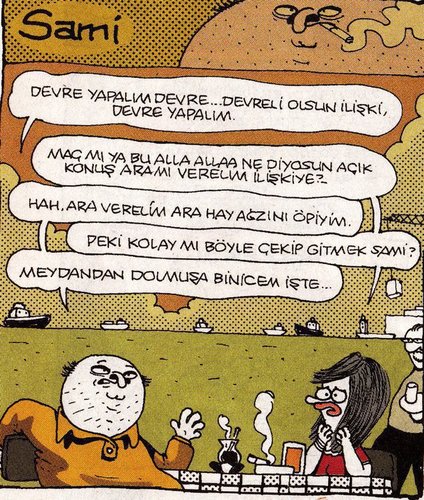 Sami
DEVRE YAPALIM DEVRE...DEVRELİ OLSUN İLİŞKİ,
DEVRE YAPALIM.
MAÇ MI YA BU ALLA ALLAA NE DİYOSUN AÇIK
KONUŞ ARAMI VERELİM İLİŞKİYE?..
HAH, ARA VERELİM ARA HAY AĞZINI ÖPİYİM.
PEKİ KOLAY MI BÖYLE ÇEKİP GİTMEK SAMİ?
MEYDANDAN DOLMUŞA BİNİCEM İŞTE...